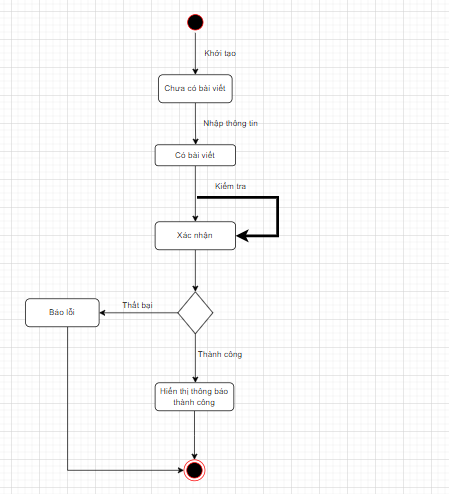 Khởi tạo
Chưa có bài viết
Nhập thông tin
Có bài viết
Kiểm tra
Xác nhận
Thất bại
Báo lỗi
Thành công
Hiển thị thông báo
thành công